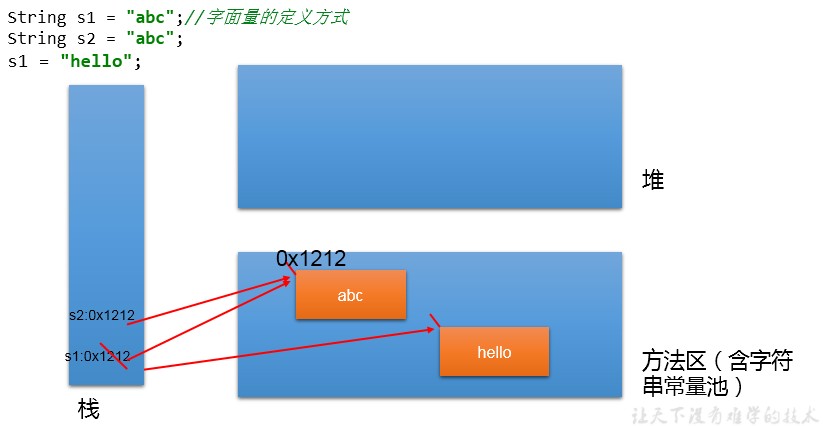 String s1 = "abc";//字面量的定义方式
String s2 = "abc";
s1 = "hello";
堆
0x1212
abc
s2:0x1212
hello
s1:0x1212
方法区（含字符
串常量池）
栈
让天下没有难学的技术